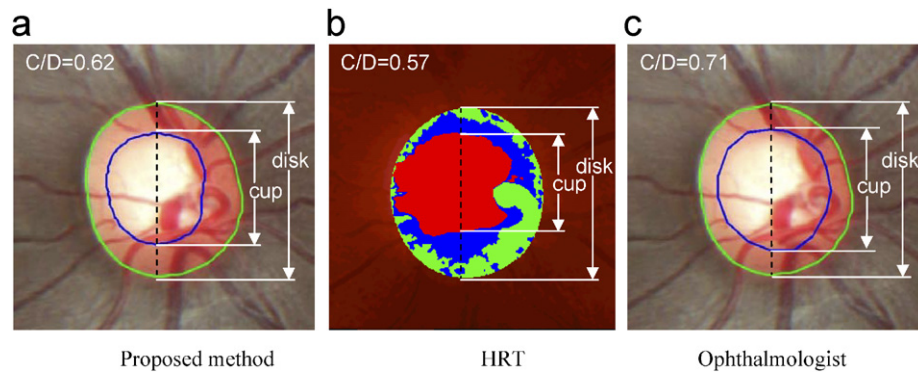 a
C/D=0.62
disk
cup
Proposed method
b
C/D=0.57
disk
cup
HRT
c
C/D=0.71
disk
cup
Ophthalmologist